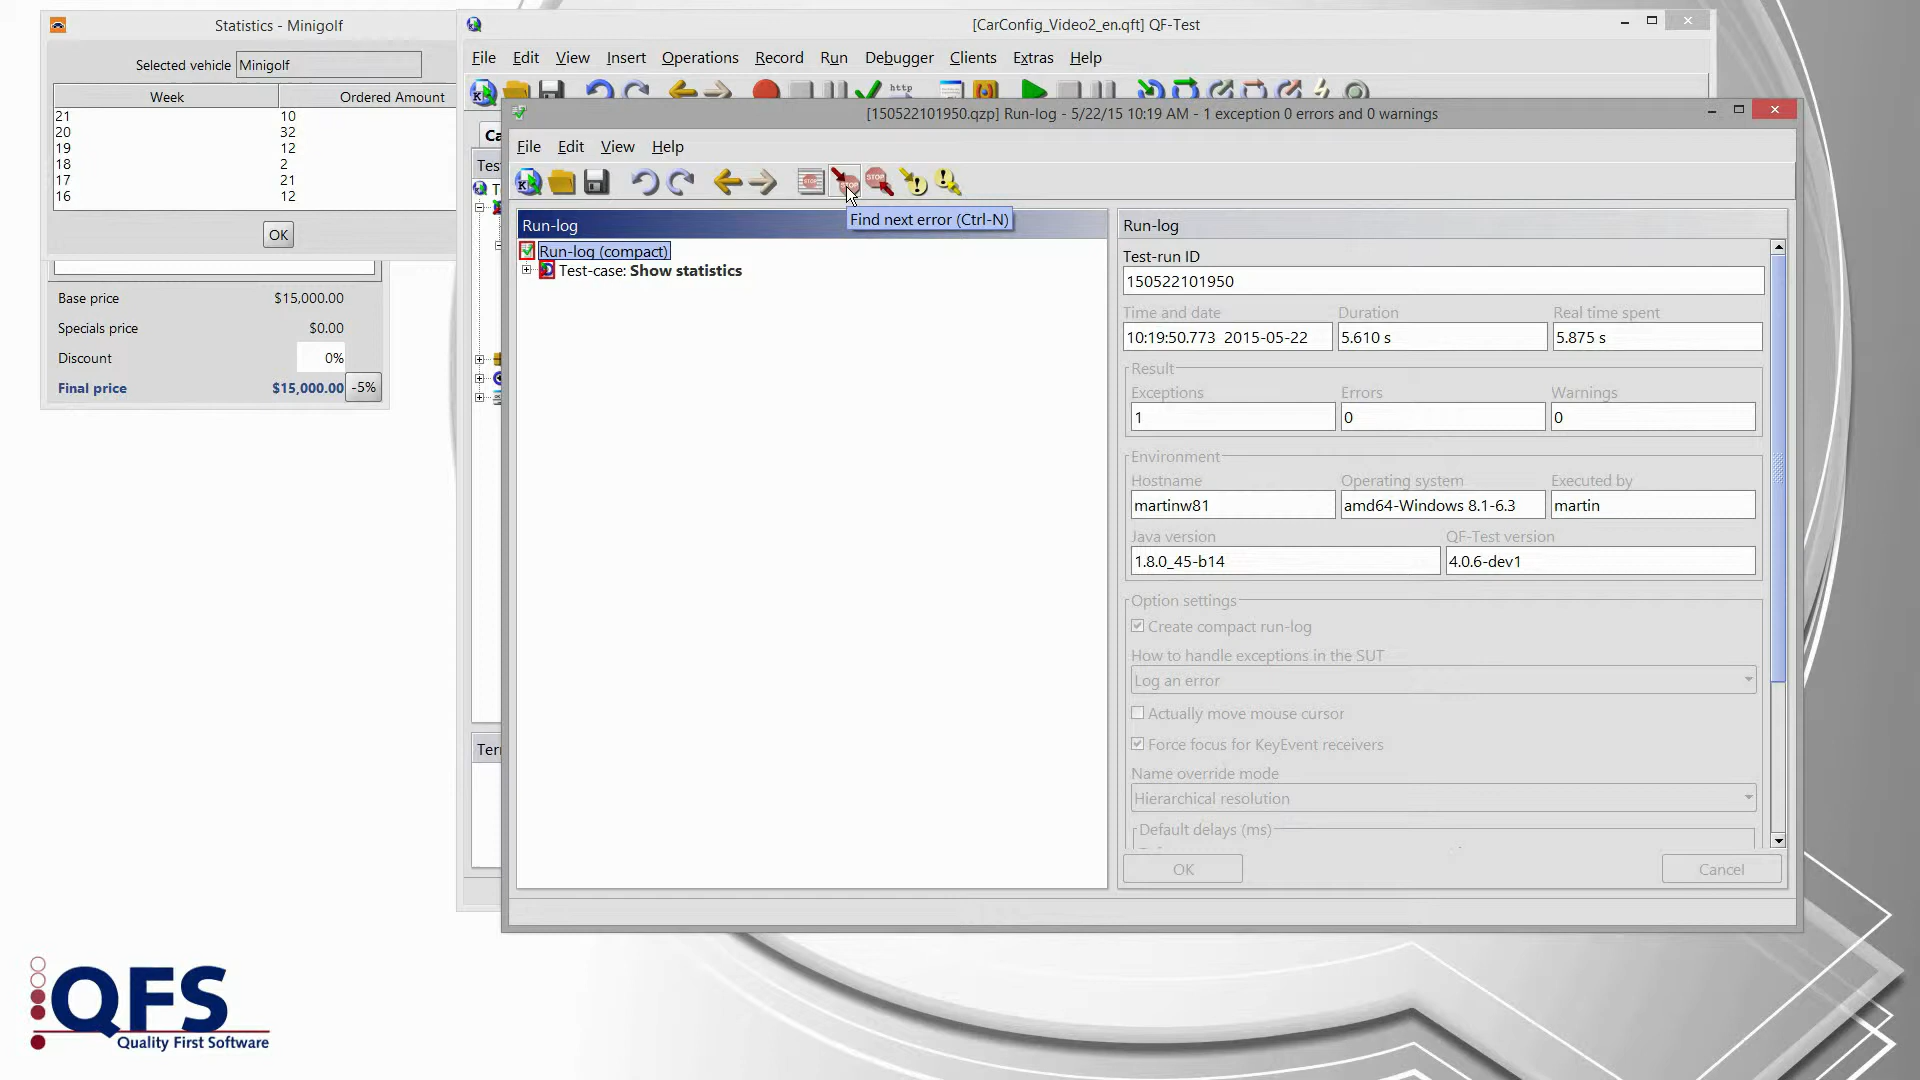 Statistics - Minigolf
Selected vehicle Minigolf
Week Ordered Amount
21 10
20 32
19 12
18 2
17 21
16 12
OK
Base price $15,000.00
Specials price $0.00
Discount 0%
Final price $15,000.00 -5%
[CarConfig_Video2_en.qft] QF-Test
File Edit View Insert Operations Record Run Debugger Clients Extras Help
http
Ca
Tes
T
Ter
[150522101950.qzp] Run-log - 5/22/15 10:19 AM - 1 exception 0 errors and 0 warnings
File Edit View Help
STOP
Find next error (Ctrl-N)
Run-log
Run-log (compact)
Test-case: Show statistics
Run-log
Test-run ID
150522101950
Time and date Duration Real time spent
10:19:50.773 2015-05-22 5.610 s 5.875 s
Result
Exceptions Errors Warnings
1 0 0
Environment
Hostname Operating system Executed by
martinw81 amd64-Windows 8.1-6.3 martin
Java version QF-Test version
1.8.0_45-b14 4.0.6-dev1
Option settings
Create compact run-log
How to handle exceptions in the SUT
Log an error
Actually move mouse cursor
Force focus for KeyEvent receivers
Name override mode
Hierarchical resolution
Default delays (ms)
OK Cancel
QFS
Quality First Software